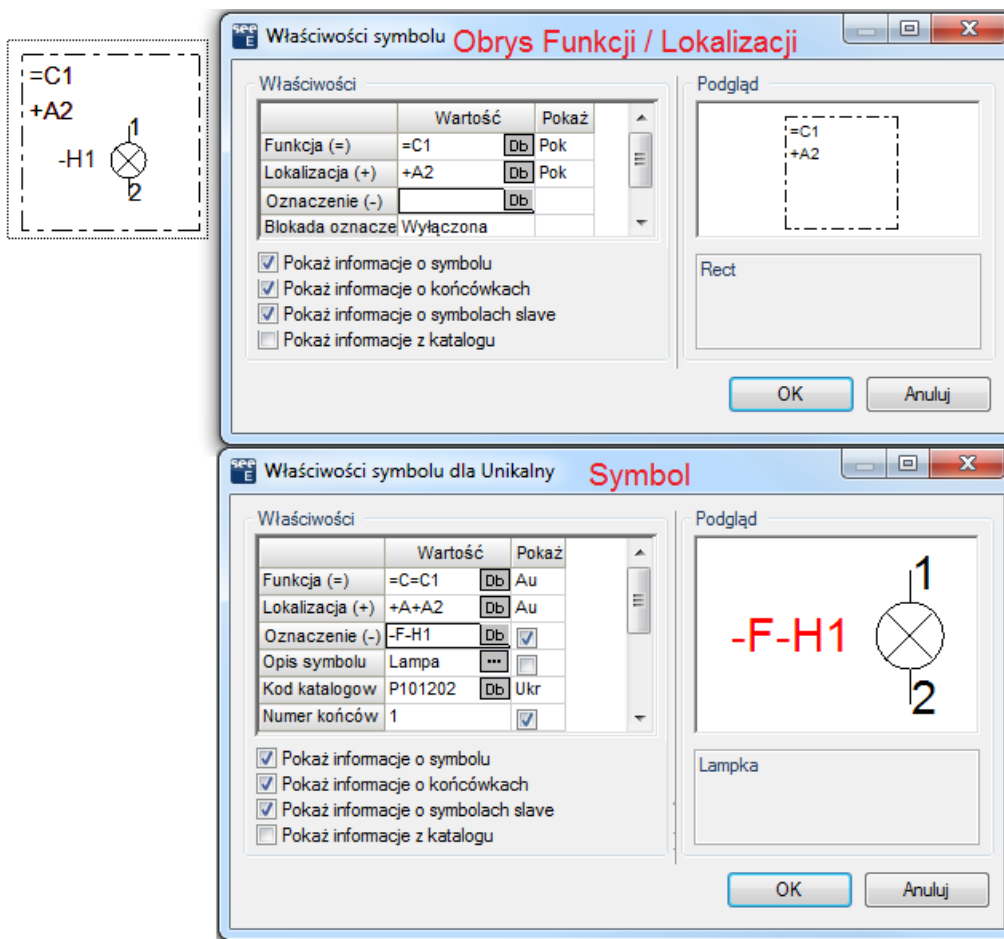 =C1
+A2
1
-H1
2
see E Właściwości symbolu Obrys Funkcji / Lokalizacji
Właściwości
Wartość Pokaż
Funkcja (=) =C1 Db Pok
Lokalizacja (+) +A2 Db Pok
Oznaczenie (-) Db
Blokada oznacze Wyłączona
Pokaż informacje o symbolu
Pokaż informacje o końcówkach
Pokaż informacje o symbolach slave
Pokaż informacje z katalogu
Podgląd
=C1
+A2
Rect
OK Anuluj
see E Właściwości symbolu dla Unikalny Symbol
Właściwości
Wartość Pokaż
Funkcja (=) =C=C1 Db Au
Lokalizacja (+) +A+A2 Db Au
Oznaczenie (-) -F-H1 Db
Opis symbolu Lampa ...
Kod katalogow P101202 Db Ukr
Numer końców 1
Pokaż informacje o symbolu
Pokaż informacje o końcówkach
Pokaż informacje o symbolach slave
Pokaż informacje z katalogu
Podgląd
1
-F-H1
2
Lampka
OK Anuluj